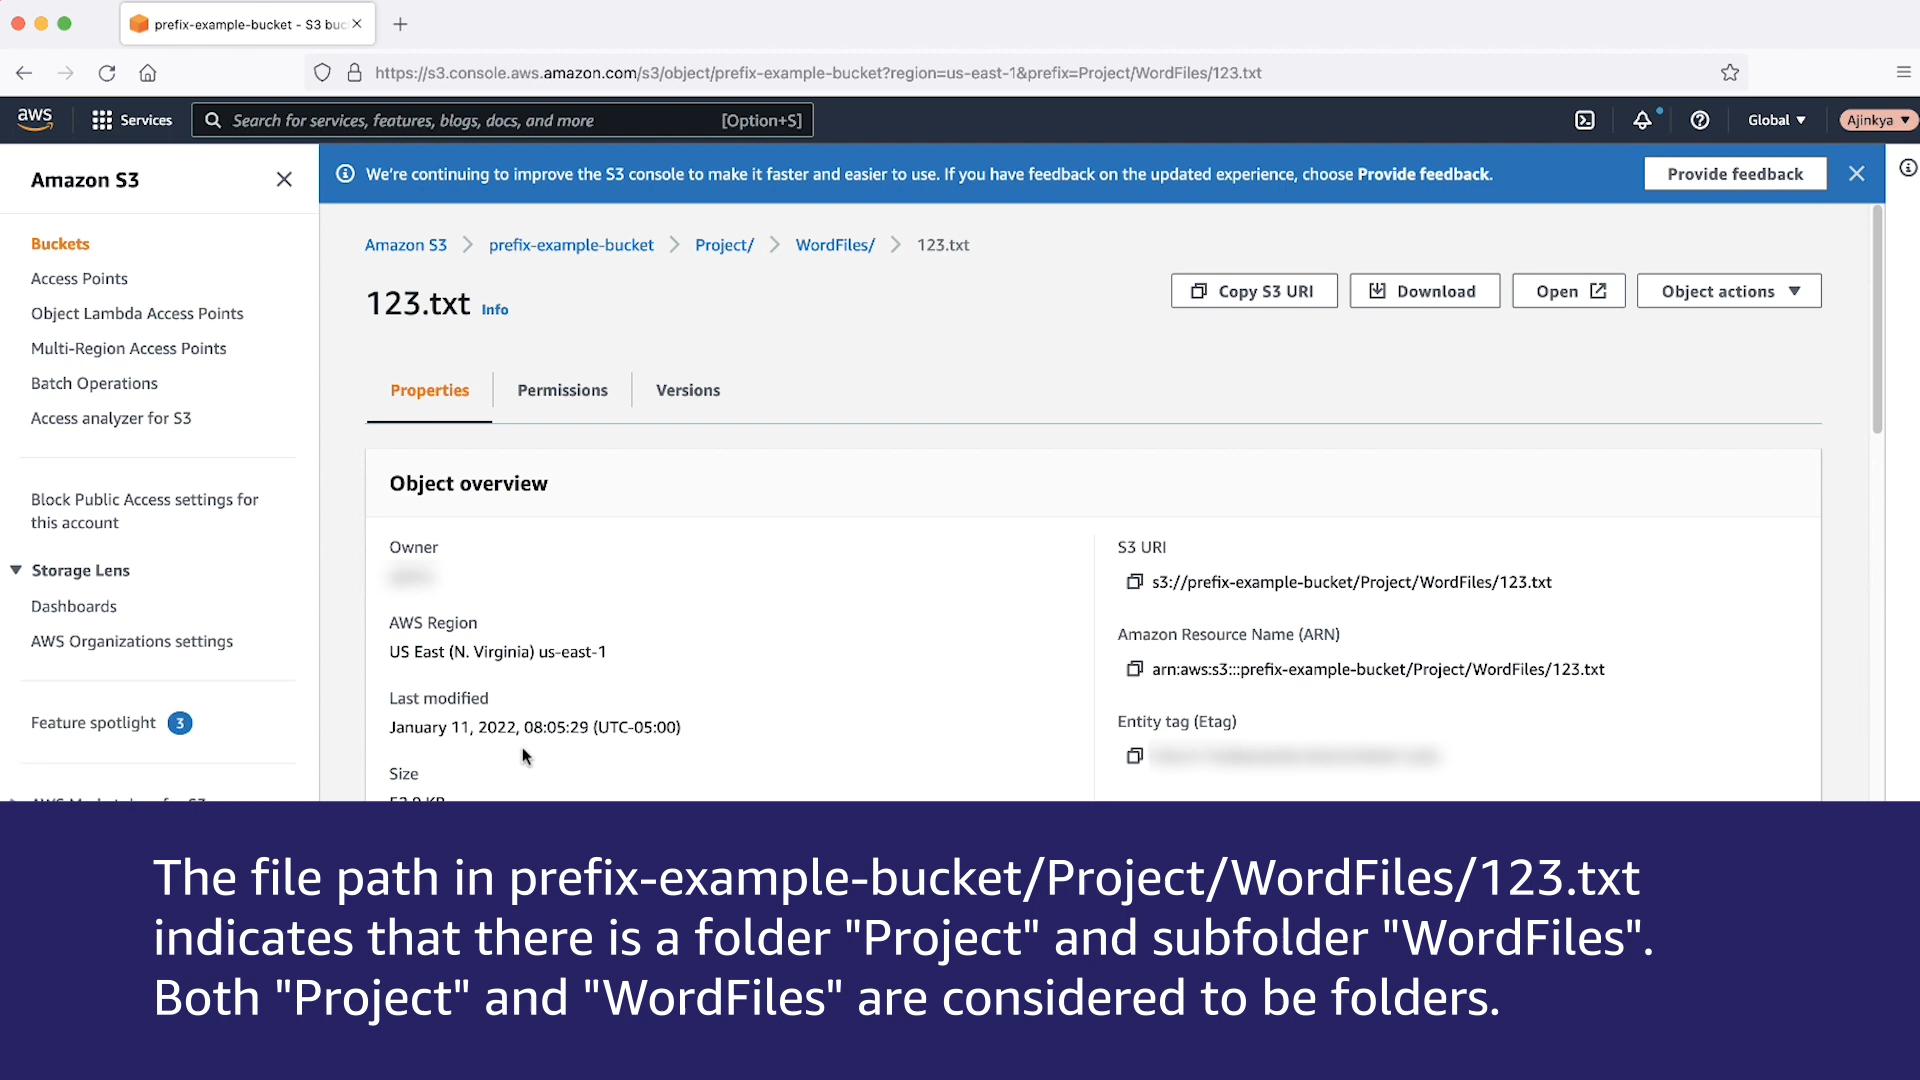 prefix-example-bucket - S3 buc
https://s3.console.aws.amazon.com/s3/object/prefix-example-bucket?region=us-east-1&prefix=Project/WordFiles/123.txt
aws
Services
Search for services, features, blogs, docs, and more
[Option+S]
Global
Ajinkya
Amazon S3
We're continuing to improve the S3 console to make it faster and easier to use. If you have feedback on the updated experience, choose Provide feedback.
Provide feedback
Buckets
Access Points
Object Lambda Access Points
Multi-Region Access Points
Batch Operations
Access analyzer for S3
Block Public Access settings for
this account
Storage Lens
Dashboards
AWS Organizations settings
Feature spotlight 3
Amazon S3 > prefix-example-bucket > Project/ > WordFiles/ > 123.txt
123.txt Info
Copy S3 URI
Download
Open
Object actions
Properties
Permissions
Versions
Object overview
Owner
AWS Region
US East (N. Virginia) us-east-1
Last modified
January 11, 2022, 08:05:29 (UTC-05:00)
Size
S3 URI
s3://prefix-example-bucket/Project/WordFiles/123.txt
Amazon Resource Name (ARN)
arn:aws:s3:::prefix-example-bucket/Project/WordFiles/123.txt
Entity tag (Etag)
The file path in prefix-example-bucket/Project/WordFiles/123.txt
indicates that there is a folder "Project" and subfolder "WordFiles".
Both "Project" and "WordFiles" are considered to be folders.